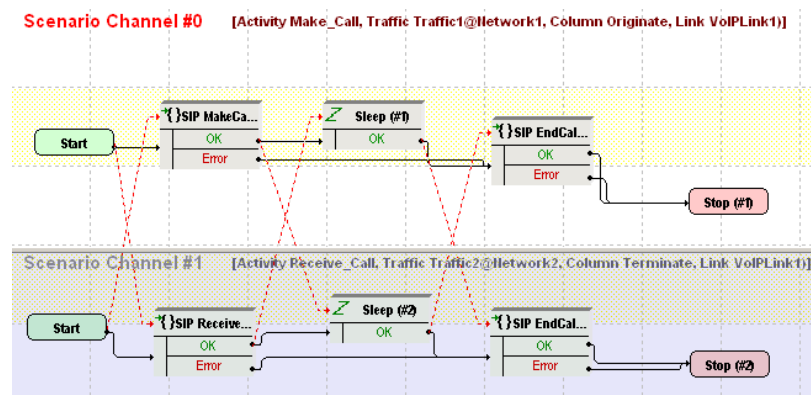 Scenario Channel #0 [Activity Make_Call, Traffic Traffic1@Network1, Column Originate, Link VoIPLink1)]
{}SIP MakeCa...
Sleep (#1)
OK
OK
Error
Start
{}SIP EndCal...
OK
Error
Stop (#1)
Scenario Channel #1 [Activity Receive_Call, Traffic Traffic2@Network2, Column Terminate, Link VoIPLink1)]
Start
{}SIP Receive...
OK
Error
Sleep (#2)
OK
{}SIP EndCal...
OK
Error
Stop (#2)